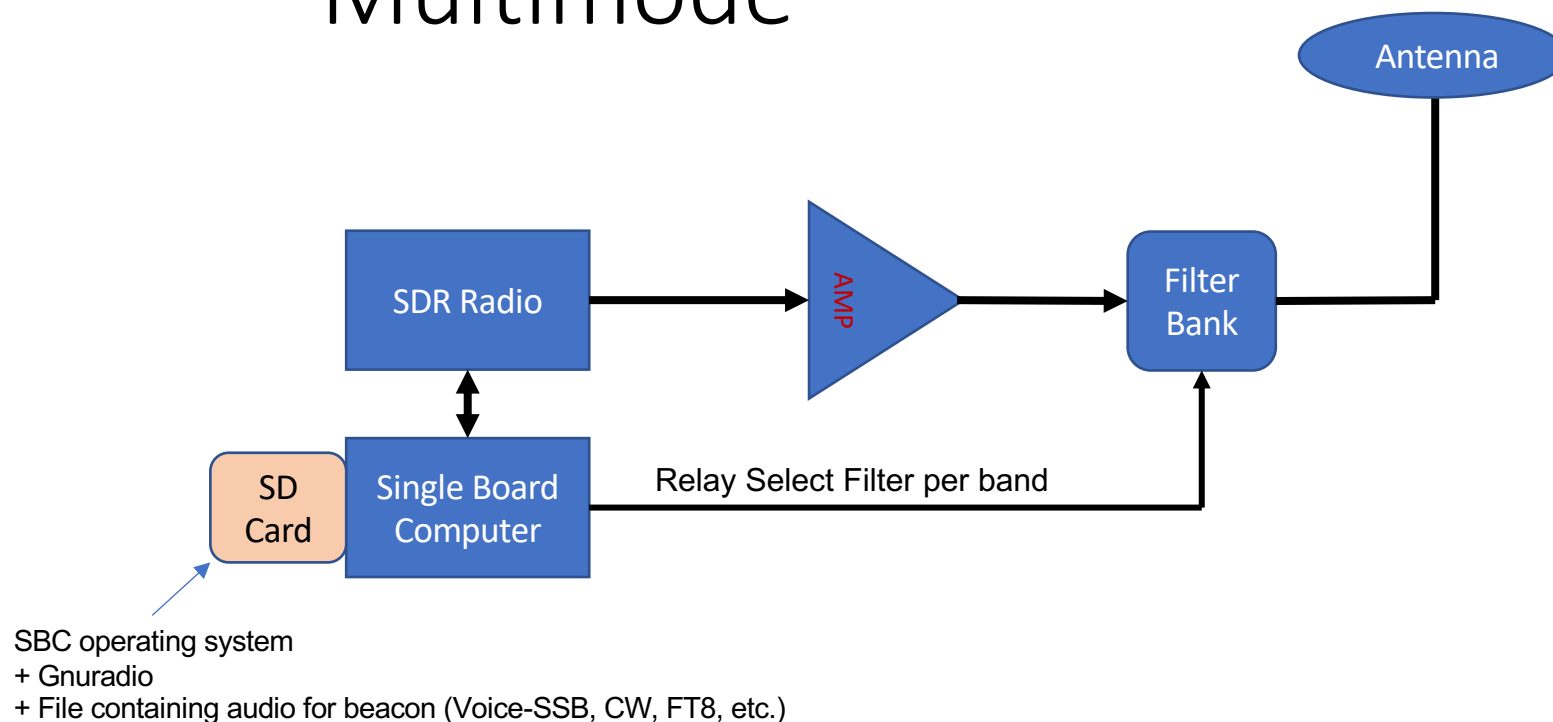 Multimode
Antenna
SDR Radio
AMP
Filter
Bank
SD
Card
Single Board
Computer
Relay Select Filter per band
SBC operating system
+ Gnuradio
+ File containing audio for beacon (Voice-SSB, CW, FT8, etc.)